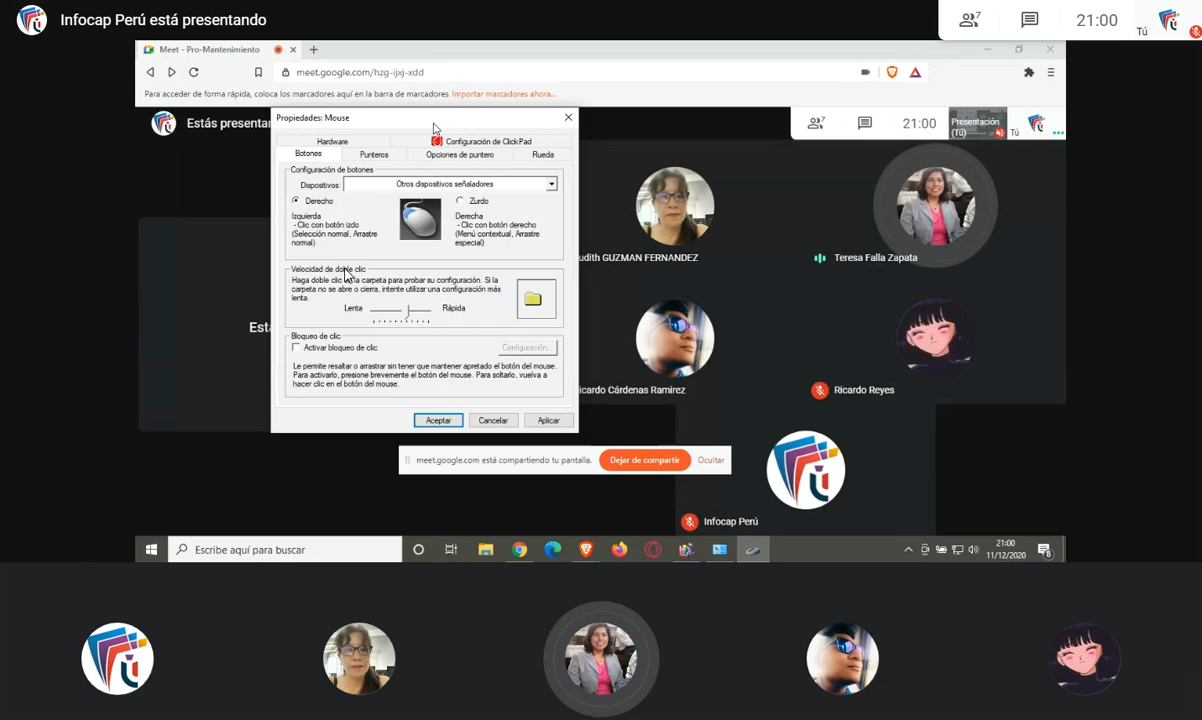 Infocap Perú está presentando
7
21:00
Tú
Meet - Pro-Mantenimiento
meet.google.com/hzg-ijxj-xdd
Para acceder de forma rápida, coloca los marcadores aquí en la barra de marcadores Importar marcadores ahora...
Estás presentan
7
21:00
Presentación
(Tú)
Tú
Propiedades: Mouse
Hardware
Configuración de ClickPad
Botones
Punteros
Opciones de puntero
Rueda
Configuración de botones
Dispositivos:
Otros dispositivos señaladores
Derecho
Zurdo
Izquierda
- Clic con botón izdo
(Selección normal, Arrastre
normal)
Derecha
- Clic con botón derecho
(Menú contextual, Arrastre
especial)
Velocidad de doble clic
Haga doble clic la carpeta para probar su configuración. Si la
carpeta no se abre o cierra, intente utilizar una configuración más
lenta.
Lenta
Rápida
Bloqueo de clic
Activar bloqueo de clic
Configuración...
Le permite resaltar o arrastrar sin tener que mantener apretado el botón del mouse.
Para activarlo, presione brevemente el botón del mouse. Para soltarlo, vuelva a
hacer clic en el botón del mouse.
Aceptar
Cancelar
Aplicar
Está
udith GUZMAN FERNANDEZ
Teresa Falla Zapata
icardo Cárdenas Ramirez
Ricardo Reyes
meet.google.com está compartiendo tu pantalla.
Dejar de compartir
Ocultar
Infocap Perú
Escribe aquí para buscar
21:00
11/12/2020
8